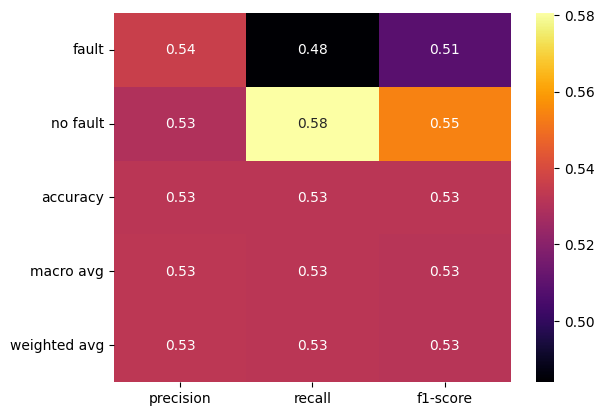 fault 0.54 0.48 0.51
no fault 0.53 0.58 0.55
accuracy 0.53 0.53 0.53
macro avg 0.53 0.53 0.53
weighted avg 0.53 0.53 0.53
precision recall f1-score
0.58
0.56
0.54
0.52
0.50